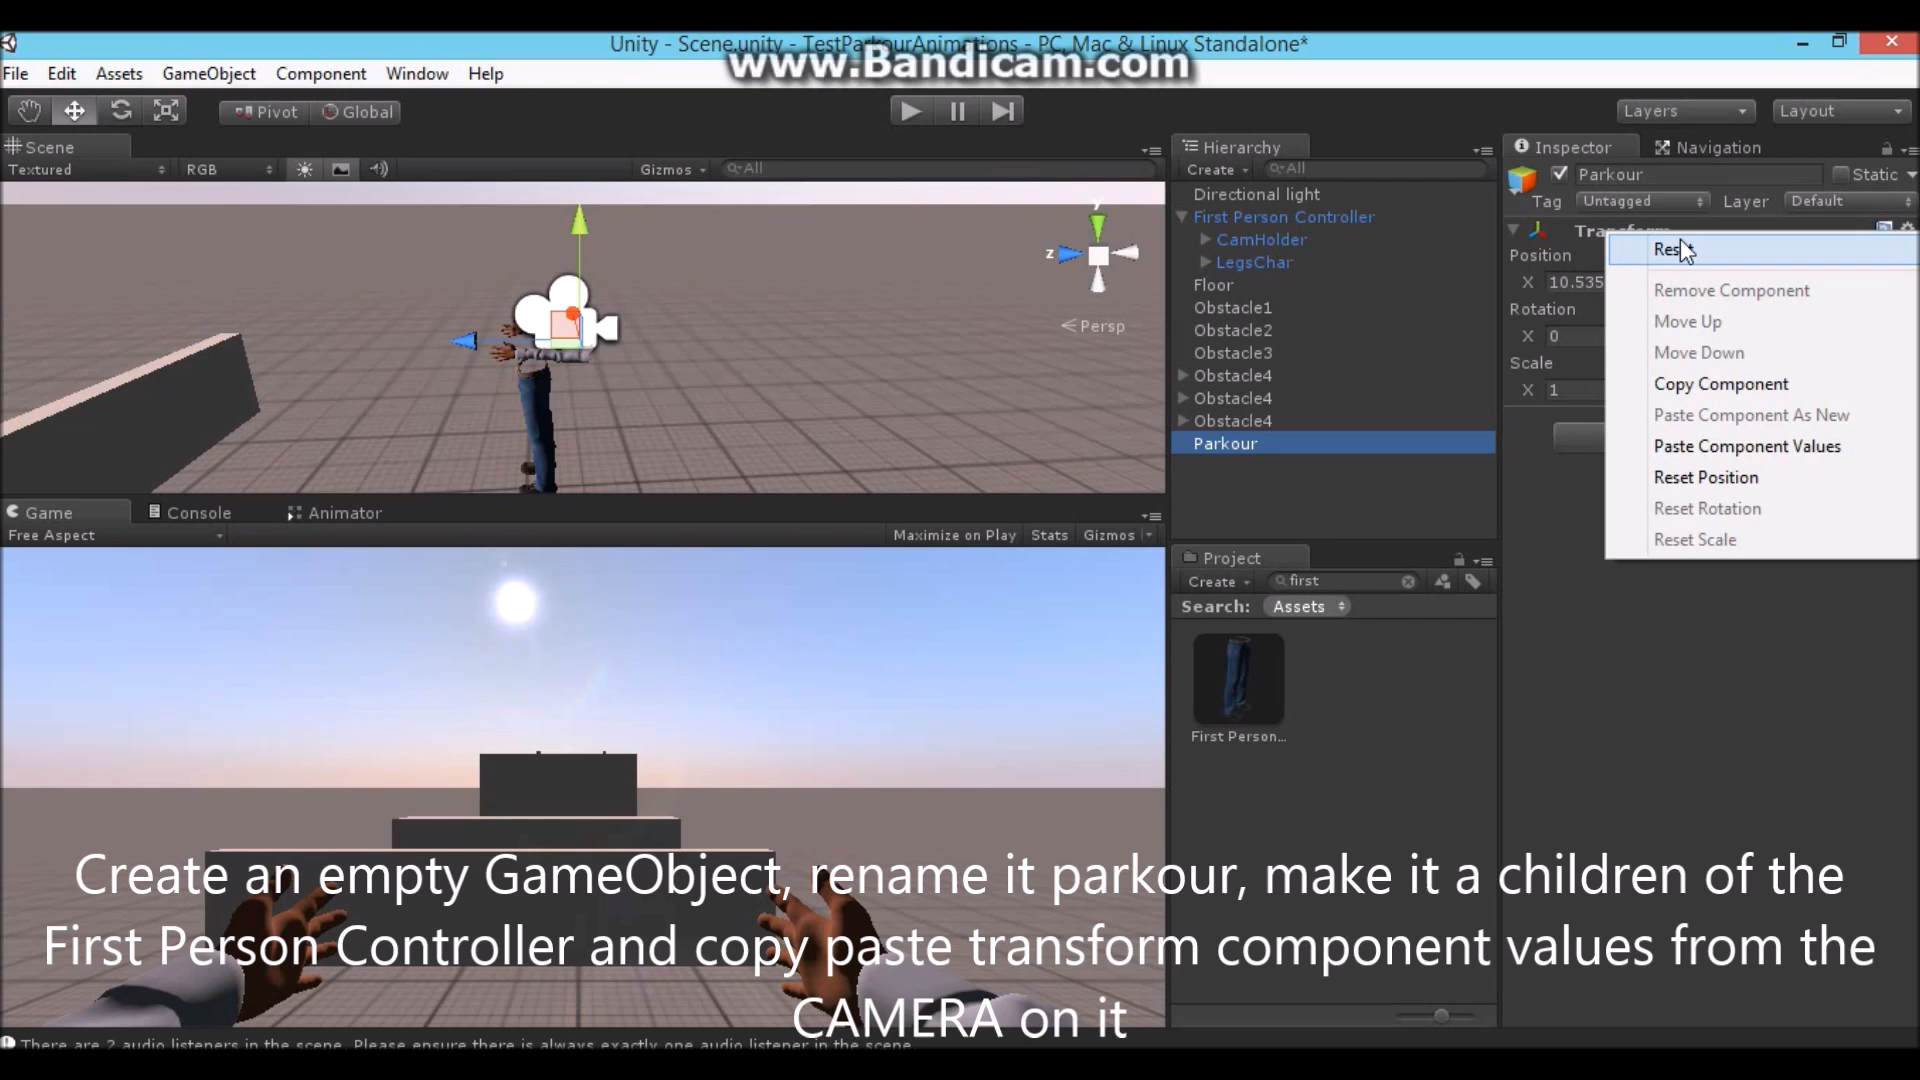 Unity - Scene.unity - TestParkourAnimations - PC, Mac & Linux Standalone*
www.Bandicam.com
File Edit Assets GameObject Component Window Help
Pivot Global Layers Layout
Scene
Textured RGB Gizmos All
y
z
Persp
Game Console Animator
Free Aspect Maximize on Play Stats Gizmos
Hierarchy
Create All
Directional light
First Person Controller
CamHolder
LegsChar
Floor
Obstacle1
Obstacle2
Obstacle3
Obstacle4
Obstacle4
Obstacle4
Parkour
Project
Create first
Search: Assets
First Person...
Inspector Navigation
Parkour Static
Tag Untagged Layer Default
Transform
Position
X 10.535
Rotation
X 0
Scale
X 1
Reset
Remove Component
Move Up
Move Down
Copy Component
Paste Component As New
Paste Component Values
Reset Position
Reset Rotation
Reset Scale
Create an empty GameObject, rename it parkour, make it a children of the
First Person Controller and copy paste transform component values from the
CAMERA on it
There are 2 audio listeners in the scene. Please ensure there is always exactly one audio listener in the scene.